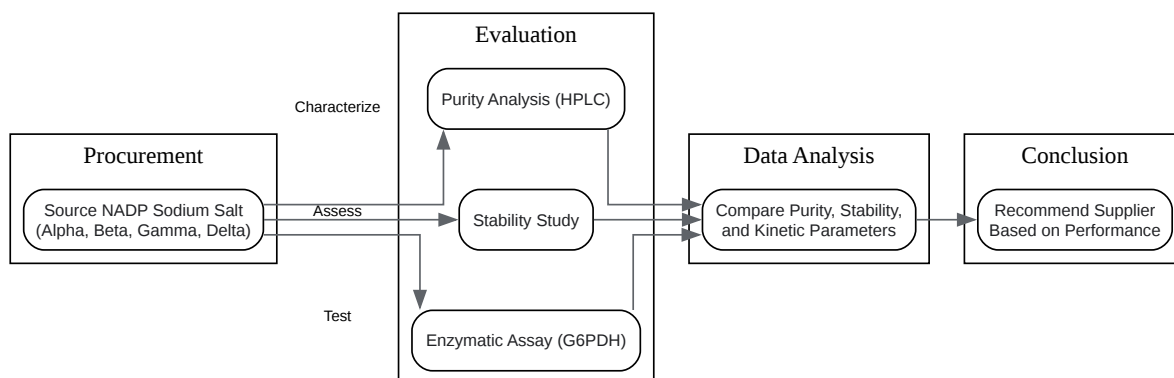 Evaluation
Purity Analysis (HPLC)
Characterize
Procurement
Source NADP Sodium Salt
(Alpha, Beta, Gamma, Delta)
Assess
Stability Study
Test
Enzymatic Assay (G6PDH)
Data Analysis
Compare Purity, Stability,
and Kinetic Parameters
Conclusion
Recommend Supplier
Based on Performance